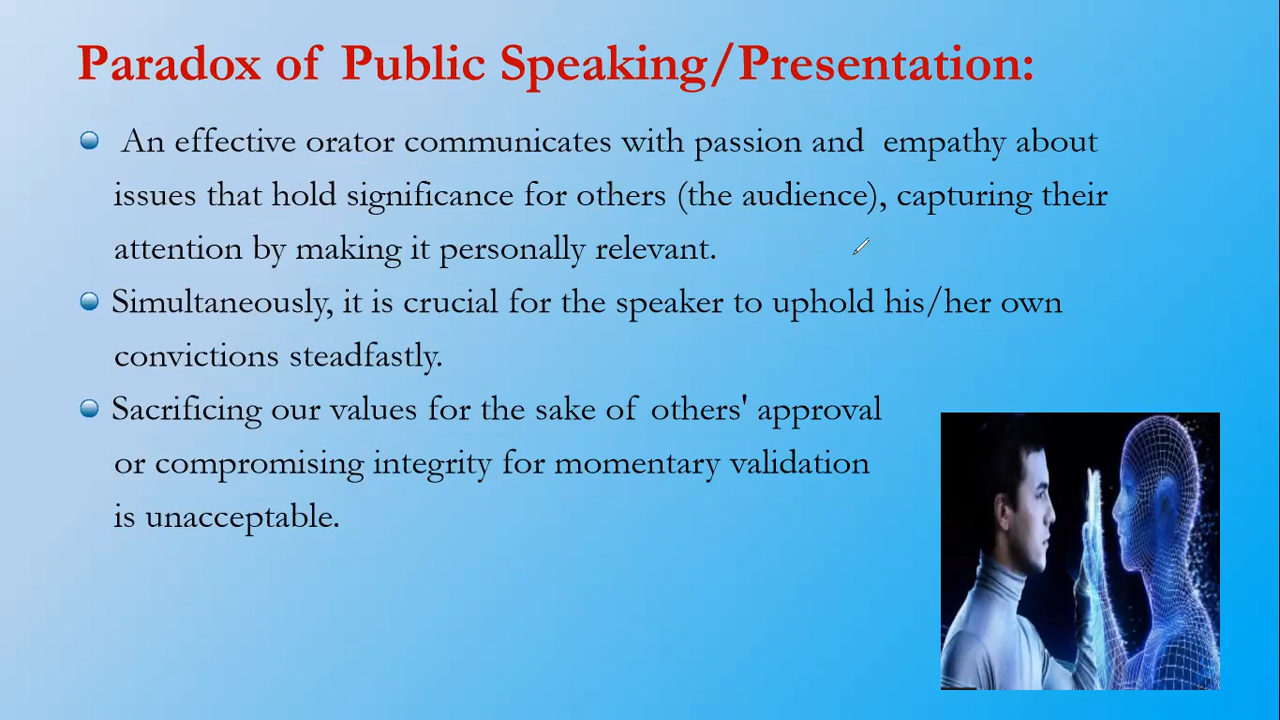 Paradox of Public Speaking/Presentation:
An effective orator communicates with passion and empathy about
issues that hold significance for others (the audience), capturing their
attention by making it personally relevant.
Simultaneously, it is crucial for the speaker to uphold his/her own
convictions steadfastly.
Sacrificing our values for the sake of others' approval
or compromising integrity for momentary validation
is unacceptable.